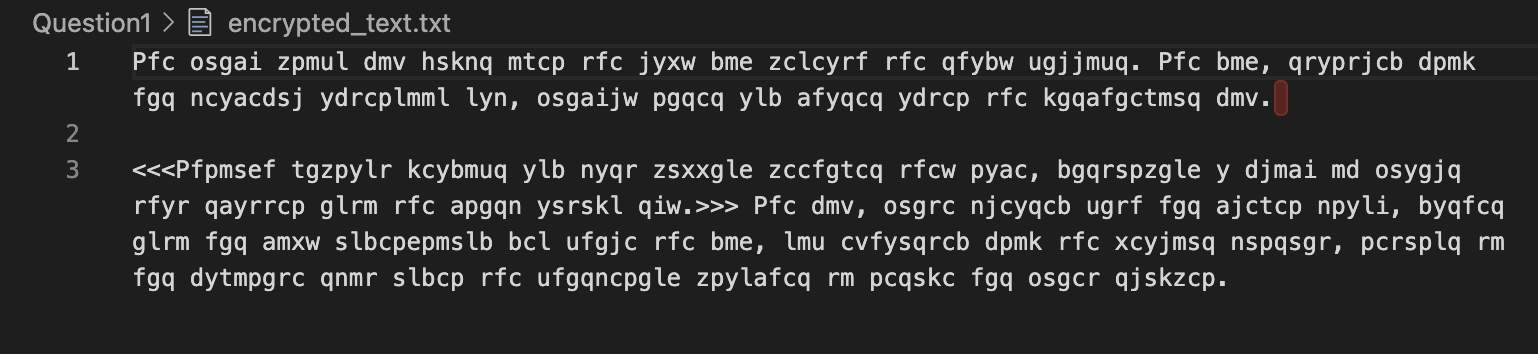 Question1 > encrypted_text.txt
1 Pfc osgai zpmul dmv hsknq mtcp rfc jyxw bme zclcyrf rfc qfybw ugjjmuq. Pfc bme, qryprjcb dpmk
fgq ncyacdsj ydrcplmml lyn, osgaijw pgqcq ylb afyqcq ydrcp rfc kgqafgctmsq dmv.
2
3 <<<Pfpmsef tgzpylr kcybmuq ylb nyqr zsxxgle zccfgtcq rfcw pyac, bgqrspzgle y djmai md osygjq
rfyr qayrrcp glrm rfc apgqn ysrskl qiw.>>> Pfc dmv, osgrc njcyqcb ugrf fgq ajctcp npyli, byqfcq
glrm fgq amxw slbcpepmslb bcl ufgjc rfc bme, lmu cvfysqrcb dpmk rfc xcyjmsq nspqsgr, pcrsplq rm
fgq dytmpgrc qnmr slbcp rfc ufgqncpgle zpylafcq rm pcqskc fgq osgcr qjskzcp.